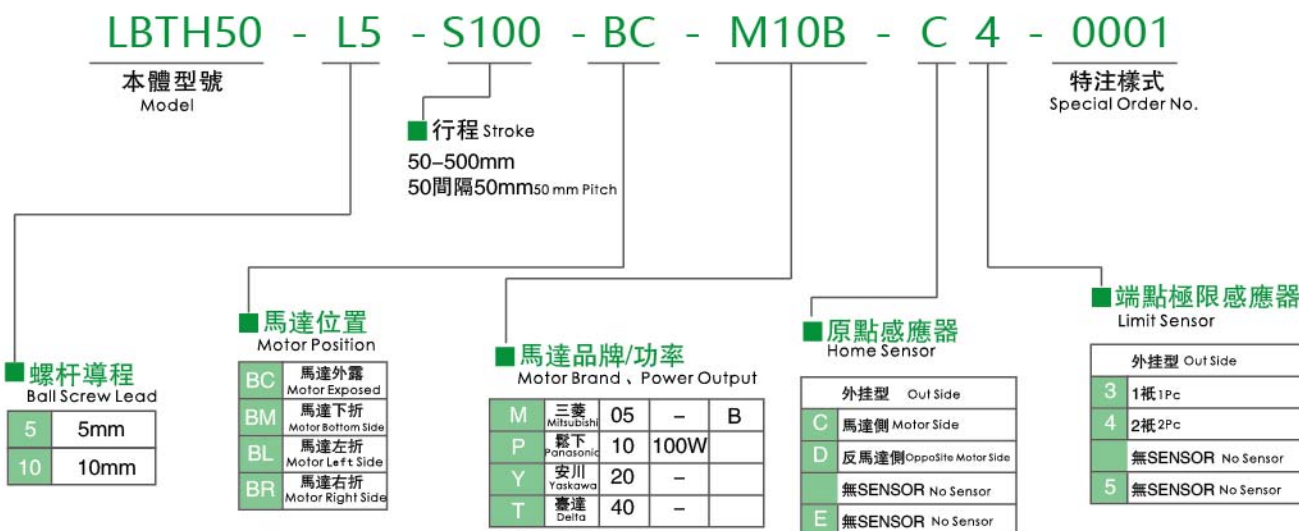 LBTH50 - L5 - S100 - BC - M10B - C 4 - 0001
本體型號
Model
特注樣式
Special Order No.
■行程 Stroke
50-500mm
50間隔50mm 50 mm Pitch
■螺杆導程
Ball Screw Lead
5 5mm
10 10mm
■馬達位置
Motor Position
BC 馬達外露
Motor Exposed
BM 馬達下折
Motor Bottom Side
BL 馬達左折
Motor Left Side
BR 馬達右折
Motor Right Side
■馬達品牌/功率
Motor Brand、Power Output
M 三菱 05 - B
Mitsubishi
P 鬆下 10 100W
Panasonic
Y 安川 20 -
Yaskawa
T 臺達 40 -
Delta
■原點感應器
Home Sensor
外挂型 Out Side
C 馬達側 Motor Side
D 反馬達側 OppoSite Motor Side
無SENSOR No Sensor
E 無SENSOR No Sensor
■端點極限感應器
Limit Sensor
外挂型 Out Side
3 1衹 1Pc
4 2衹 2Pc
無SENSOR No Sensor
5 無SENSOR No Sensor